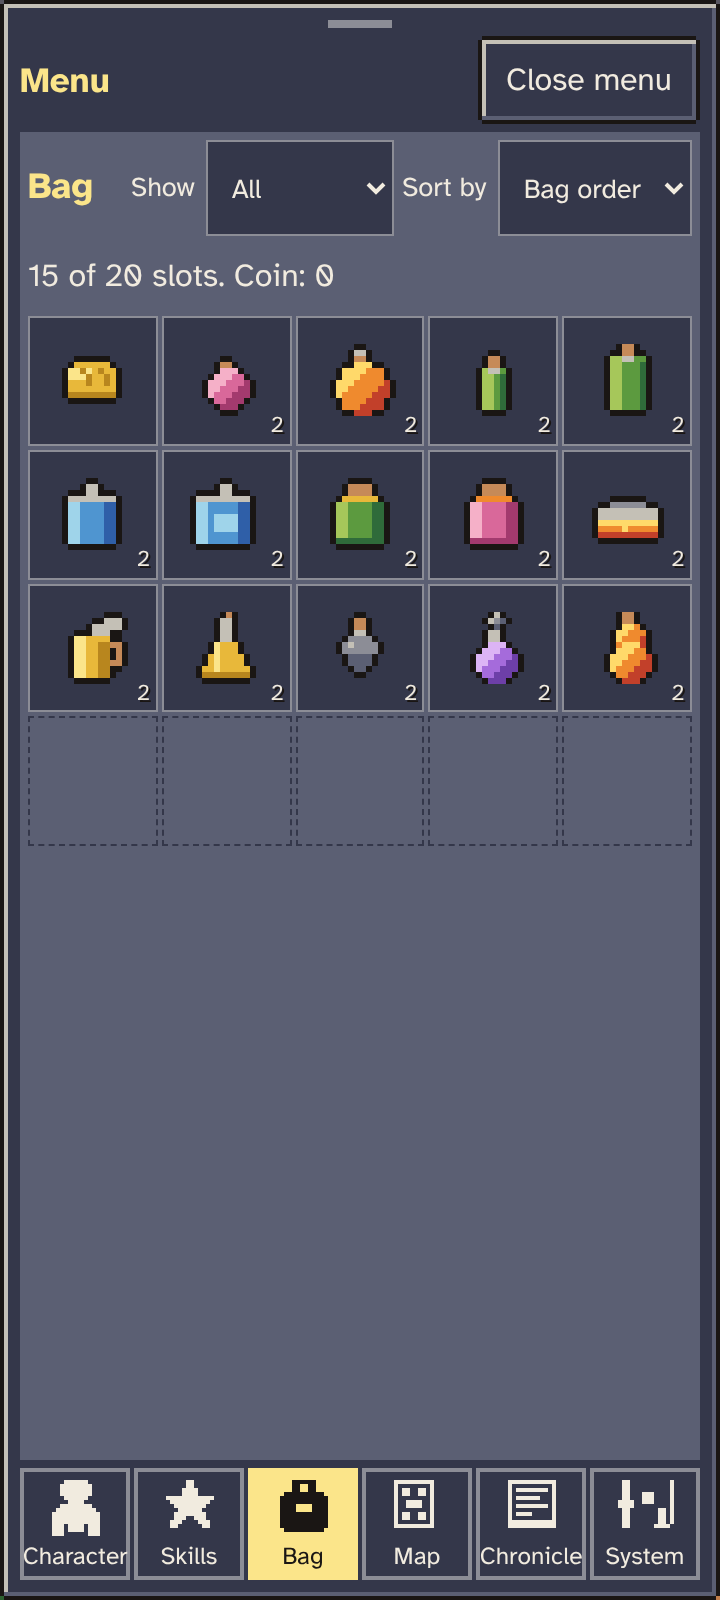 Menu
Close menu
Bag Show All Sort by Bag order
15 of 20 slots. Coin: 0
2 2 2 2
2 2 2 2 2
2 2 2 2 2
Character Skills Bag Map Chronicle System